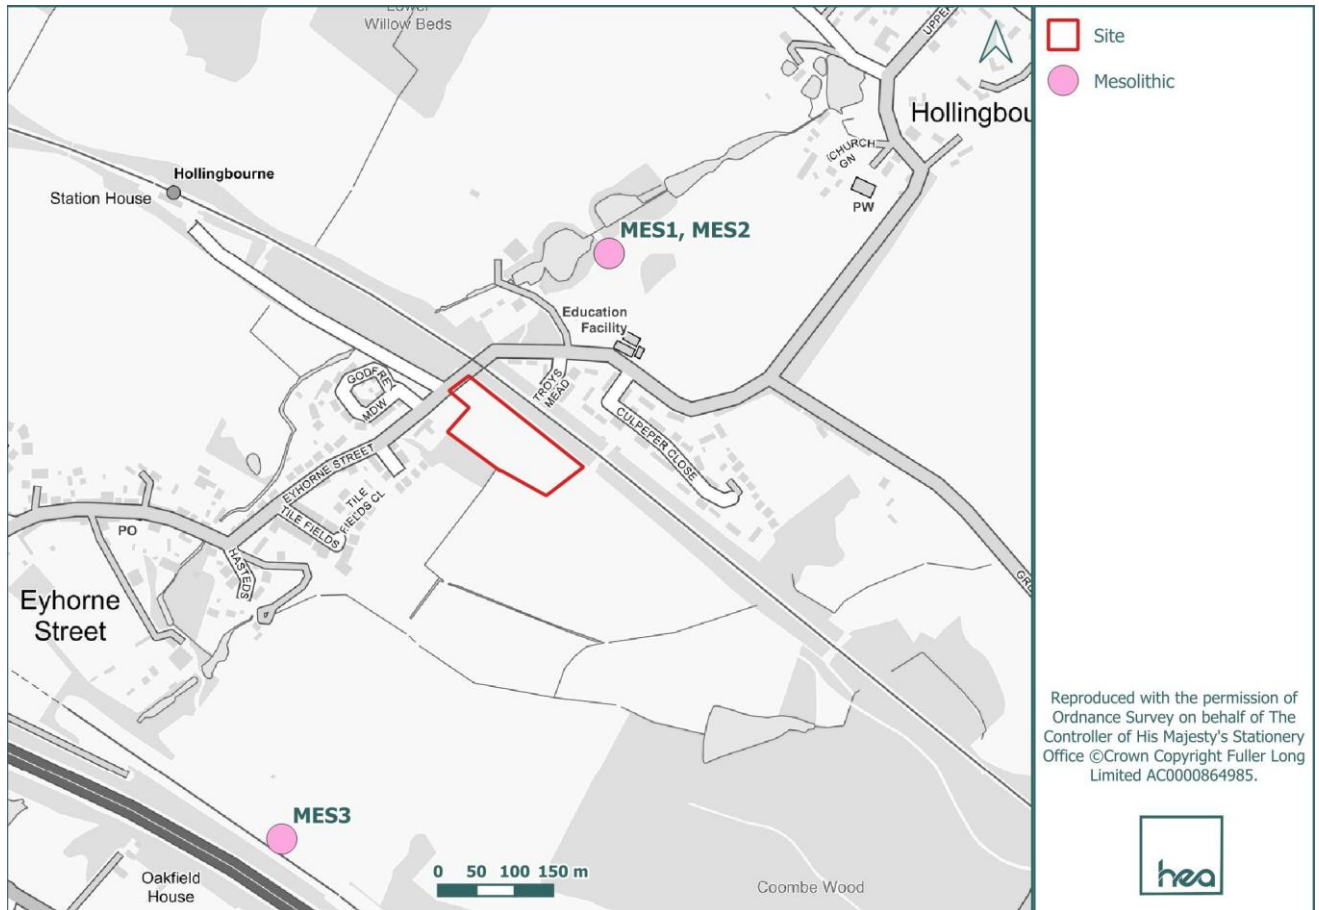 Lower
Willow Beds
UPPER
Hollingbou
CHURCH
GN
PW
Hollingbourne
Station House
MES1, MES2
Education
Facility
GODFREY
MDW
TROYS
MEAD
CULPEPER CLOSE
EYHORNE STREET
TILE
FIELDS CL
TILE FIELDS
PO
HASTEDS
GRE
Eyhorne
Street
MES3
Oakfield
House
0 50 100 150 m
Coombe Wood
Site
Mesolithic
Reproduced with the permission of
Ordnance Survey on behalf of The
Controller of His Majesty's Stationery
Office ©Crown Copyright Fuller Long
Limited AC0000864985.
hea